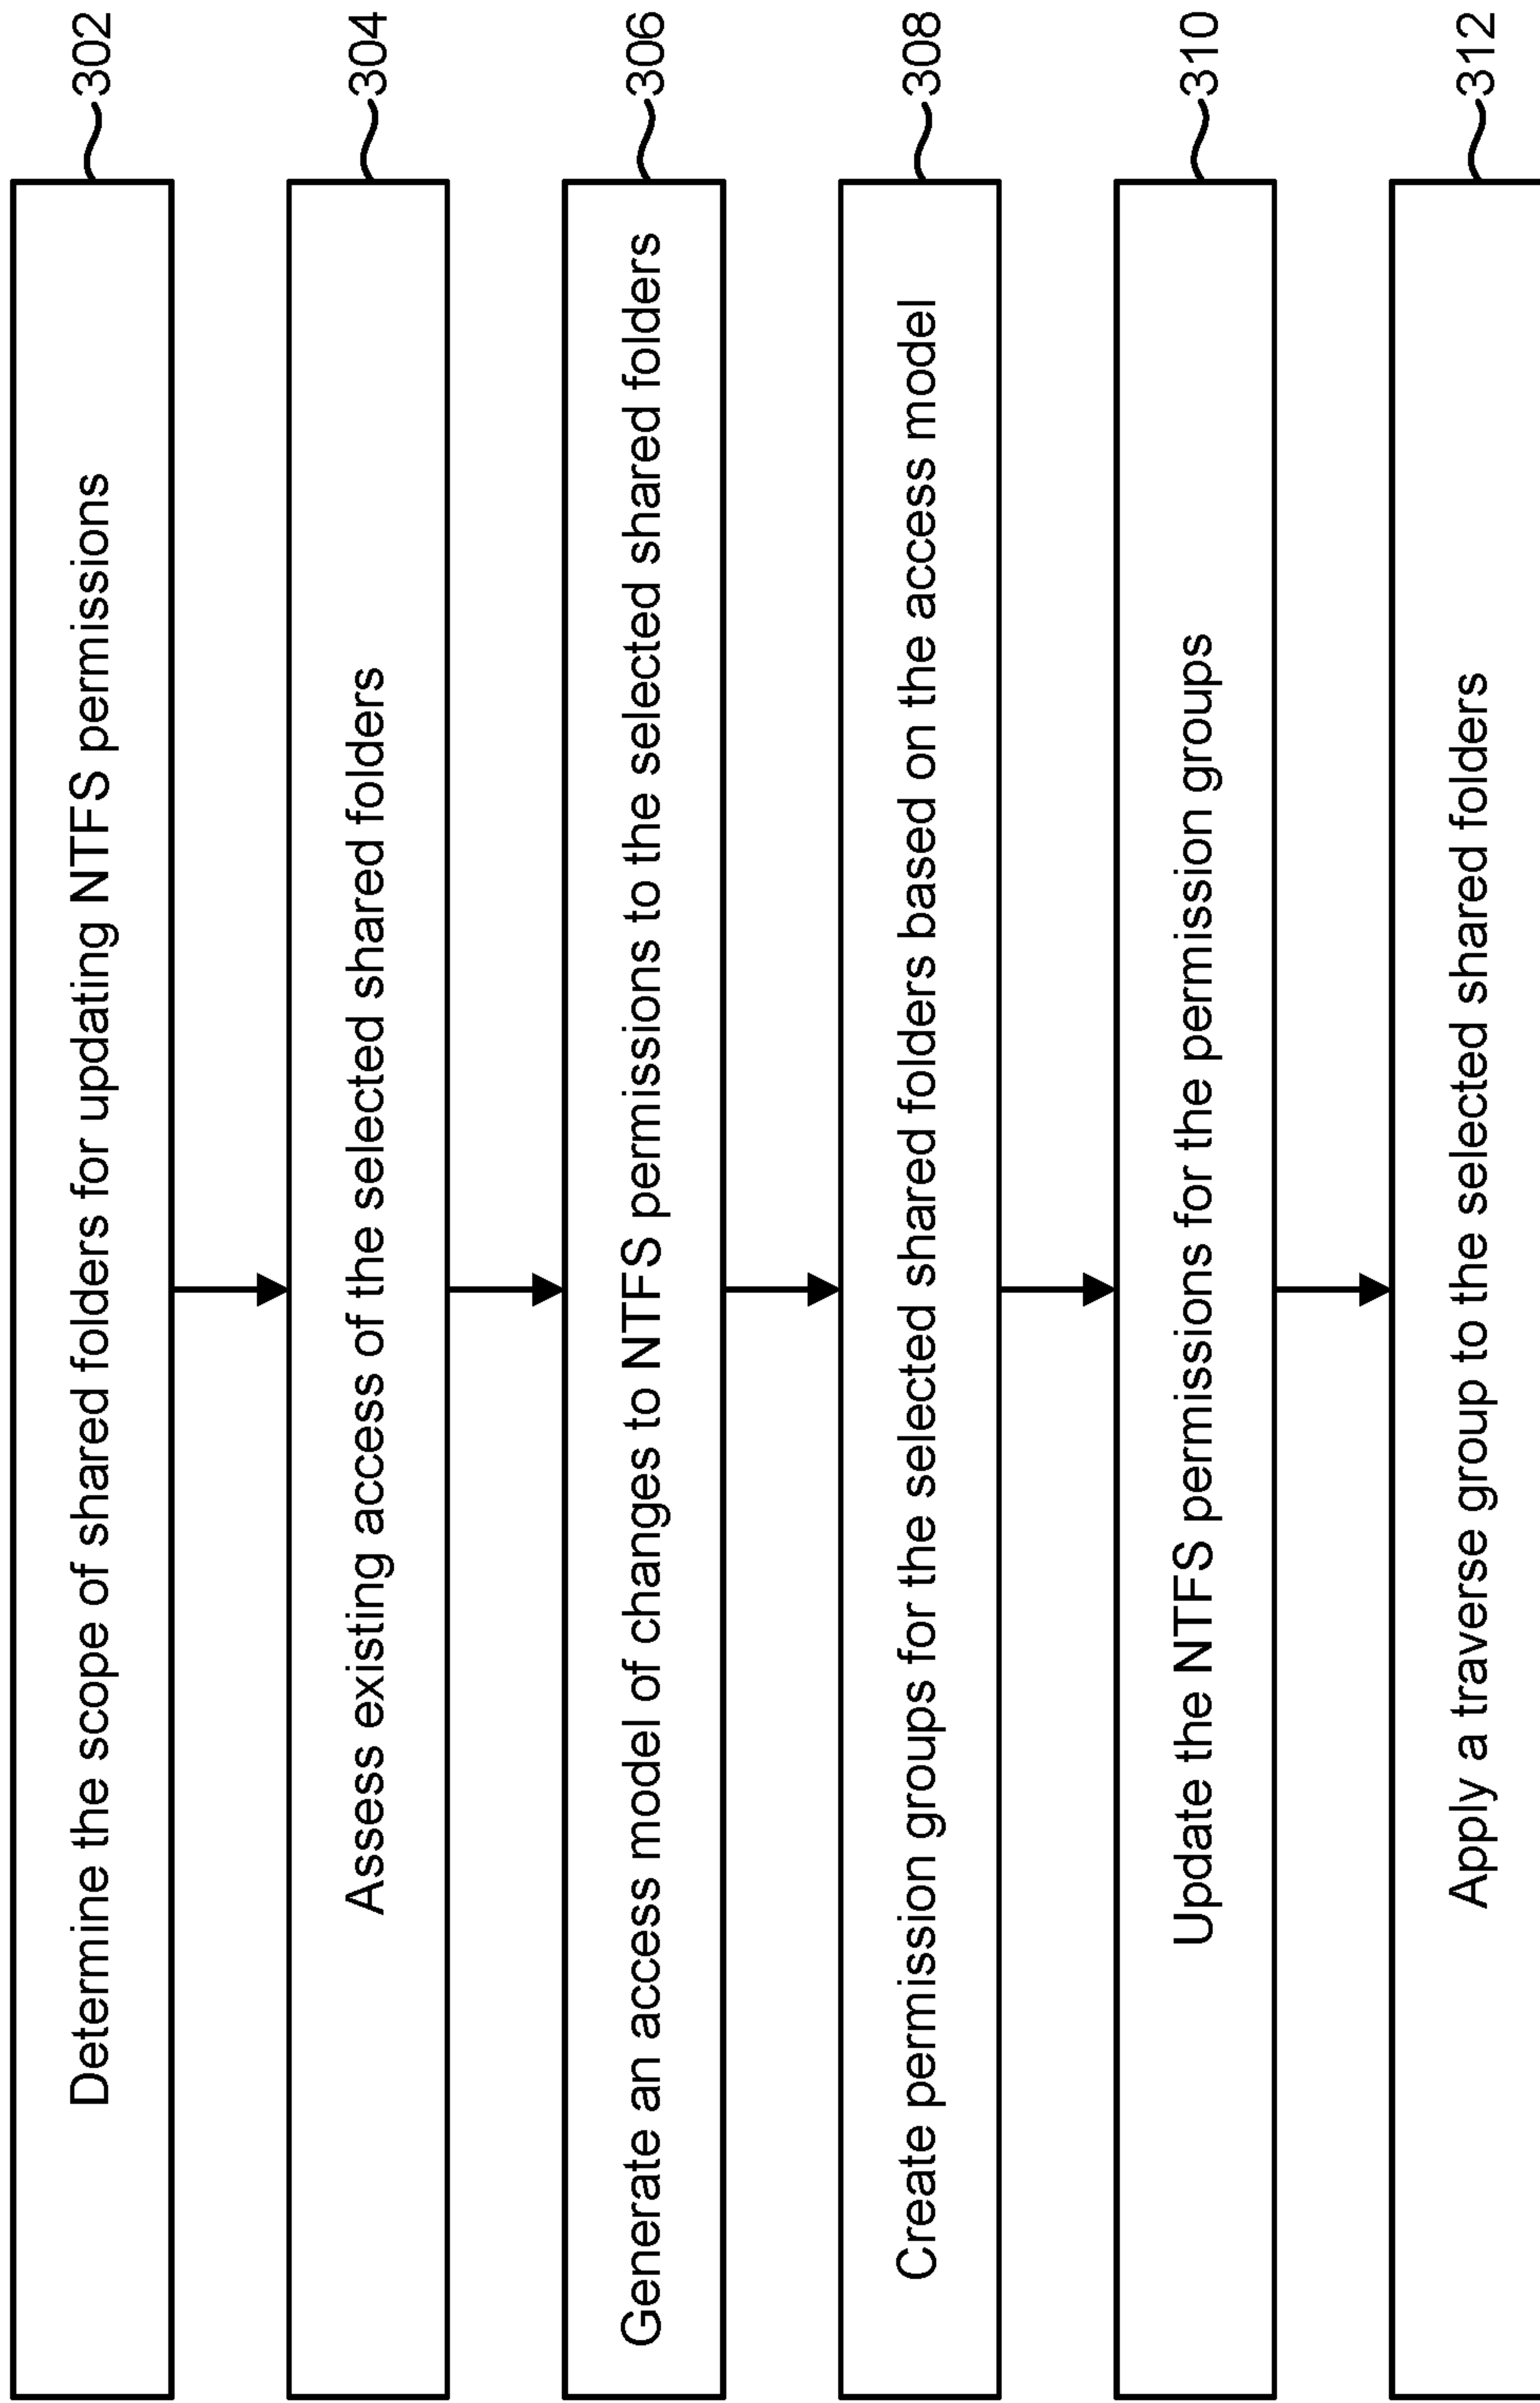 Determine the scope of shared folders for updating NTFS permissions
302
Assess existing access of the selected shared folders
304
Generate an access model of changes to NTFS permissions to the selected shared folders
306
Create permission groups for the selected shared folders based on the access model
308
Update the NTFS permissions for the permission groups
310
Apply a traverse group to the selected shared folders
312